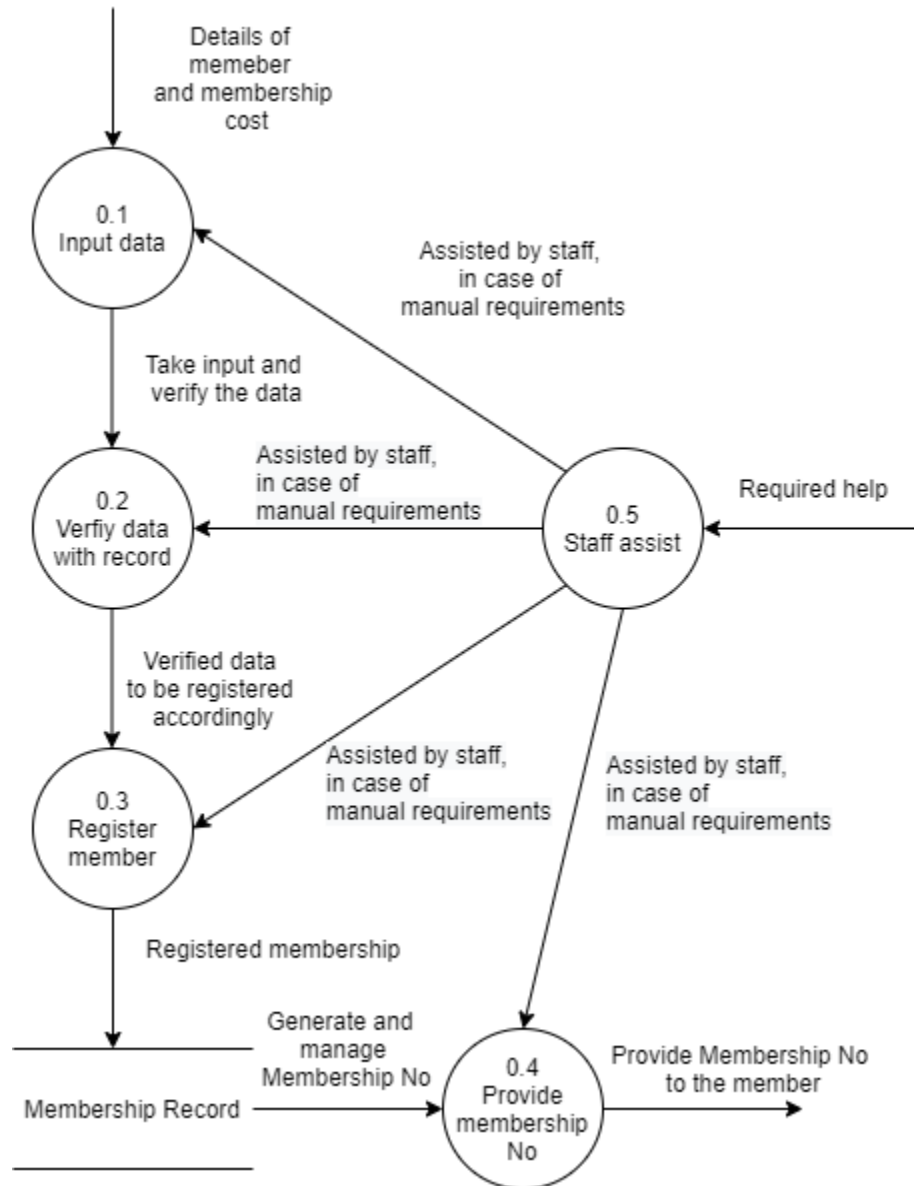 Details of
memeber
and membership
cost
0.1
Input data
Assisted by staff,
in case of
manual requirements
Take input and
verify the data
Assisted by staff,
in case of
manual requirements
0.2
Verfiy data
with record
0.5
Staff assist
Required help
Verified data
to be registered
accordingly
0.3
Register
member
Assisted by staff,
in case of
manual requirements
Assisted by staff,
in case of
manual requirements
Registered membership
Generate and
manage
Membership No
Membership Record
0.4
Provide
membership
No
Provide Membership No
to the member